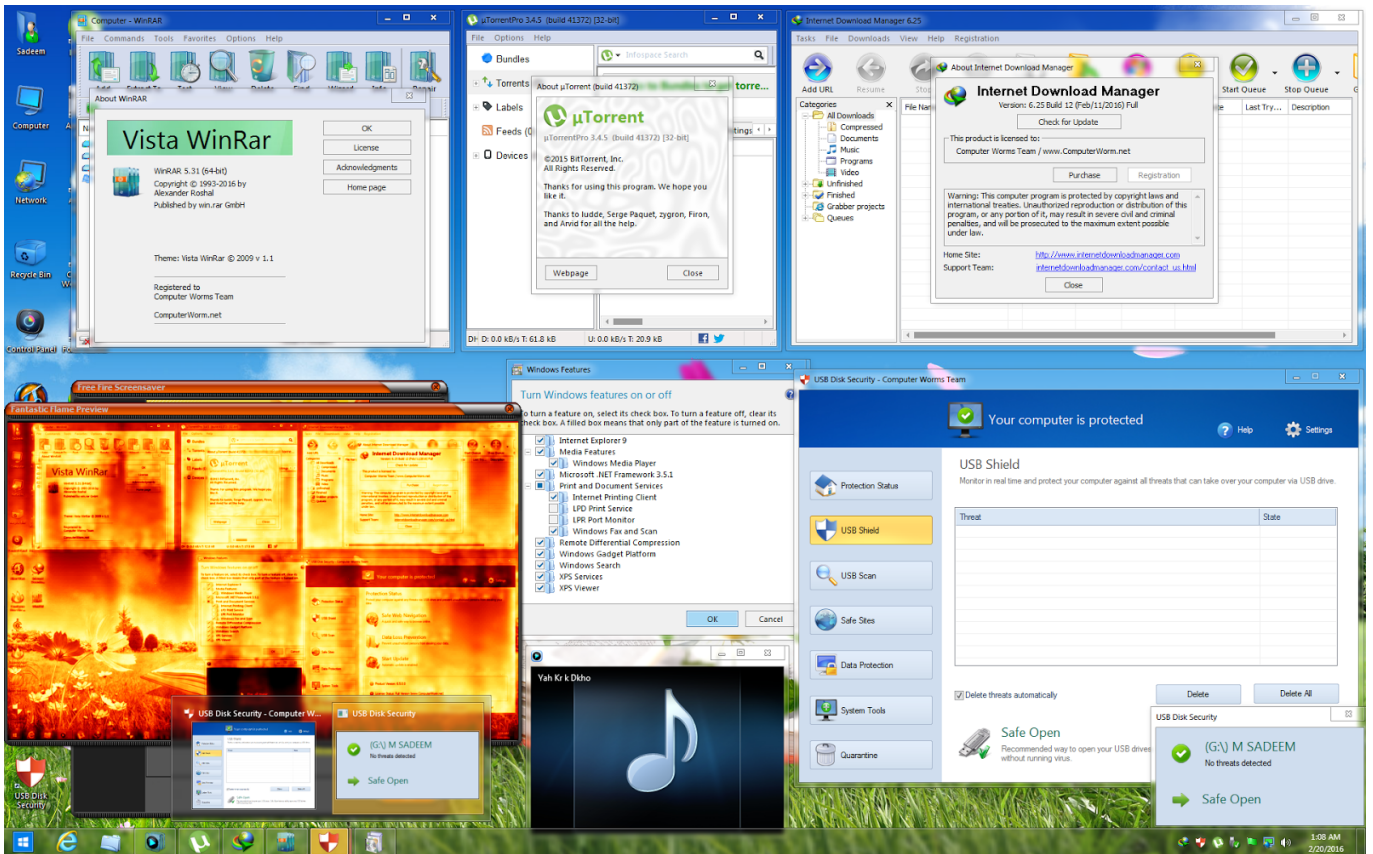 Sadeem
Computer
Network
Recycle Bin
Control Panel
USB Disk
Security
Computer - WinRAR
File Commands Tools Favorites Options Help
About WinRAR
Vista WinRar
OK
License
Acknowledgments
Home page
WinRAR 5.31 (64-bit)
Copyright © 1993-2016 by
Alexander Roshal
Published by win.rar GmbH
Theme: Vista WinRar © 2009 v 1.1
Registered to
Computer Worms Team
ComputerWorm.net
µTorrentPro 3.4.5 (build 41372) [32-bit]
File Options Help
Bundles
Infospace Search
Torrents
Labels
Feeds (0
Devices
torre...
tings
About µTorrent (build 41372)
µTorrent
µTorrentPro 3.4.5 (build 41372) [32-bit]
©2015 BitTorrent, Inc.
All Rights Reserved.
Thanks for using this program. We hope you
like it.
Thanks to ludde, Serge Paquet, zygron, Firon,
and Arvid for all the help.
Webpage
Close
D: 0.0 kB/s T: 61.8 kB
U: 0.0 kB/s T: 20.9 kB
Internet Download Manager 6.25
Tasks File Downloads View Help Registration
Add URL
Resume
Stop
Start Queue
Stop Queue
Categories
File Name
Last Try...
Description
All Downloads
Compressed
Documents
Music
Programs
Video
Unfinished
Finished
Grabber projects
Queues
About Internet Download Manager
Internet Download Manager
Version: 6.25 Build 12 (Feb/11/2016) Full
Check for Update
This product is licensed to:
Computer Worms Team / www.ComputerWorm.net
Purchase
Registration
Warning: This computer program is protected by copyright laws and
international treaties. Unauthorized reproduction or distribution of this
program, or any portion of it, may result in severe civil and criminal
penalties, and will be prosecuted to the maximum extent possible
under law.
Home Site: http://www.internetdownloadmanager.com
Support Team: internetdownloadmanager.com/contact_us.html
Close
Free Fire Screensaver
Fantastic Flame Preview
Vista WinRar
µTorrent
Internet Download Manager
Your computer is protected
Windows Features
Turn Windows features on or off
To turn a feature on, select its check box. To turn a feature off, clear its
check box. A filled box means that only part of the feature is turned on.
Internet Explorer 9
Media Features
Windows Media Player
Microsoft .NET Framework 3.5.1
Print and Document Services
Internet Printing Client
LPD Print Service
LPR Port Monitor
Windows Fax and Scan
Remote Differential Compression
Windows Gadget Platform
Windows Search
XPS Services
XPS Viewer
OK
Cancel
Yah Kr k Dkho
USB Disk Security - Computer Worms Team
Your computer is protected
Help
Settings
Protection Status
USB Shield
USB Scan
Safe Sites
Data Protection
System Tools
Quarantine
USB Shield
Monitor in real time and protect your computer against all threats that can take over your computer via USB drive.
Threat
State
Delete threats automatically
Delete
Delete All
Safe Open
Recommended way to open your USB drives
without running virus.
USB Disk Security
(G:\) M SADEEM
No threats detected
Safe Open
USB Disk Security - Computer W...
USB Disk Security
(G:\) M SADEEM
No threats detected
Safe Open
1:08 AM
2/20/2016